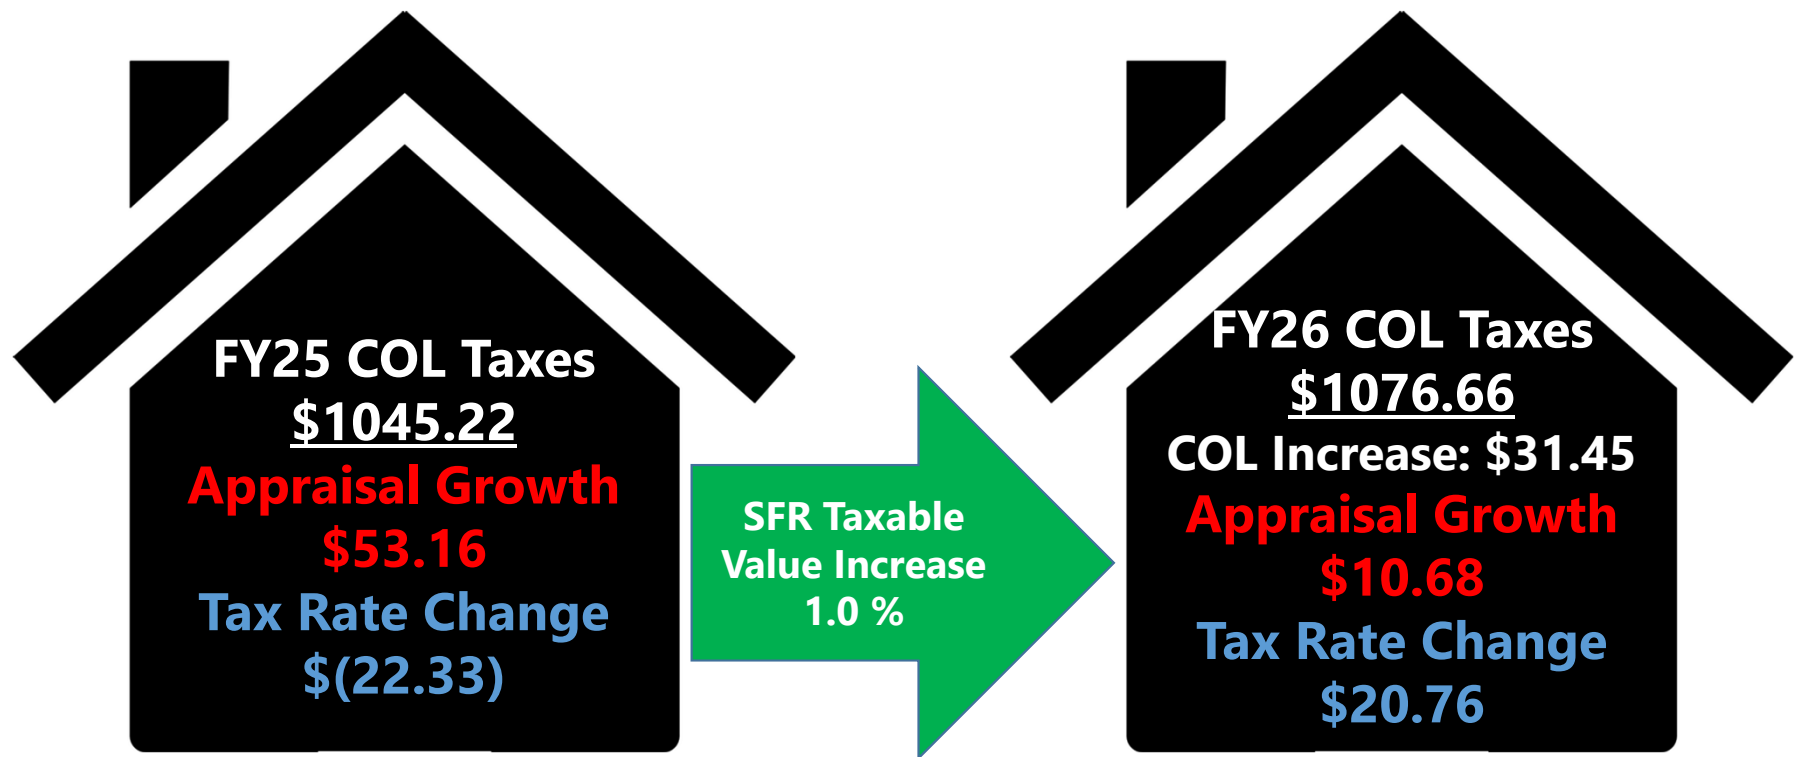 FY25 COL Taxes
$1045.22
Appraisal Growth
$53.16
Tax Rate Change
$(22.33)
SFR Taxable
Value Increase
1.0 %
FY26 COL Taxes
$1076.66
COL Increase: $31.45
Appraisal Growth
$10.68
Tax Rate Change
$20.76